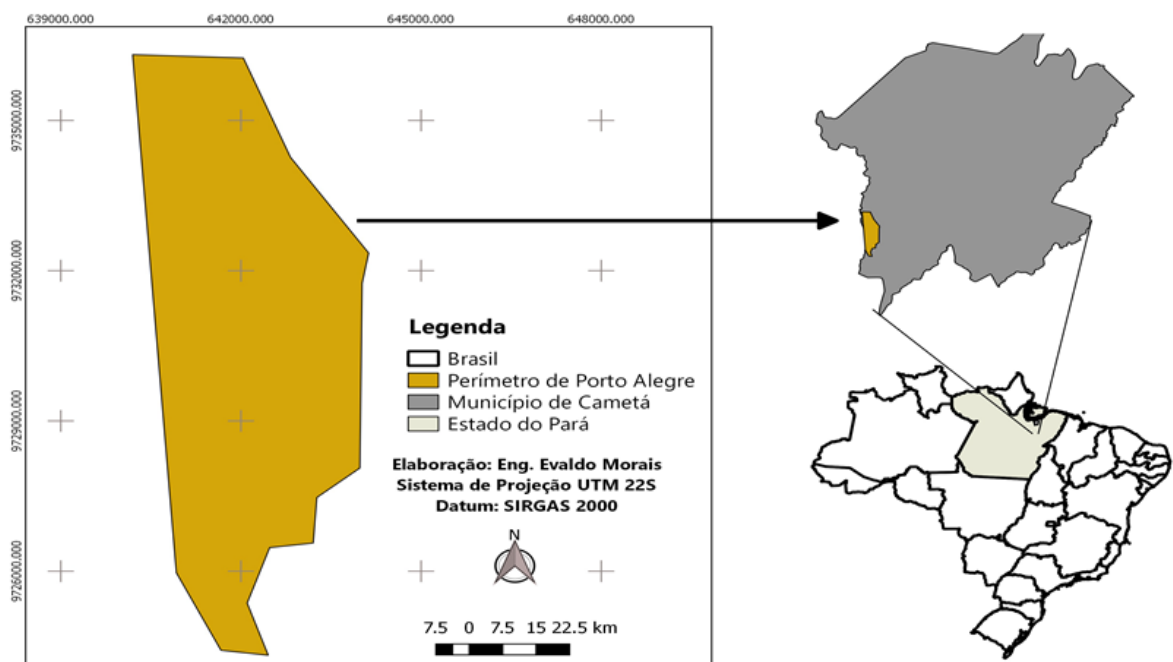 639000.000 642000.000 645000.000 648000.000
9735000.000
9732000.000
9729000.000
9726000.000
Legenda
Brasil
Perímetro de Porto Alegre
Município de Cametá
Estado do Pará
Elaboração: Eng. Evaldo Morais
Sistema de Projeção UTM 22S
Datum: SIRGAS 2000
N
7.5 0 7.5 15 22.5 km